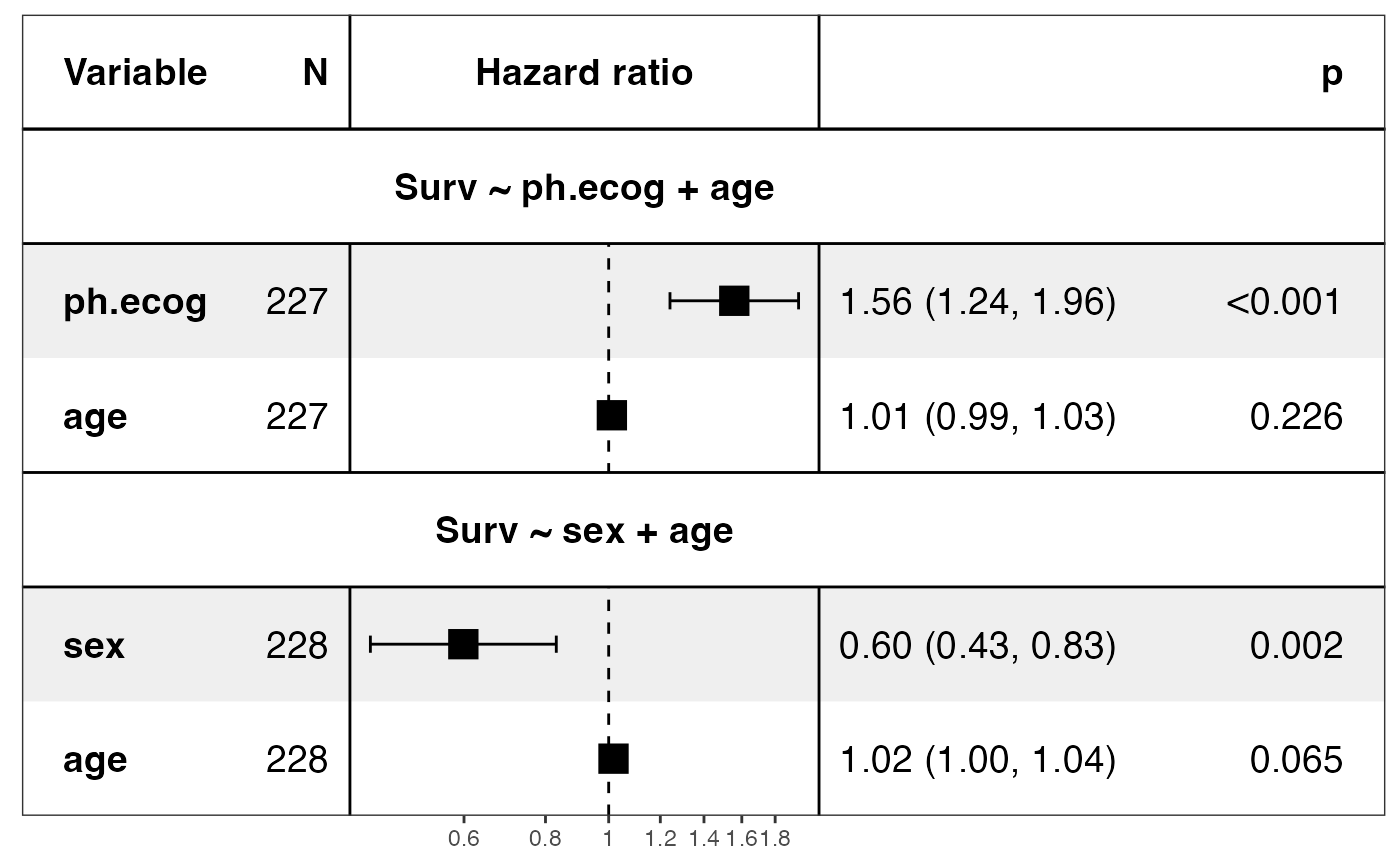 Variable N Hazard ratio p
Surv ~ ph.ecog + age
ph.ecog 227 1.56 (1.24, 1.96) <0.001
age 227 1.01 (0.99, 1.03) 0.226
Surv ~ sex + age
sex 228 0.60 (0.43, 0.83) 0.002
age 228 1.02 (1.00, 1.04) 0.065
0.6 0.8 1 1.2 1.4 1.6 1.8